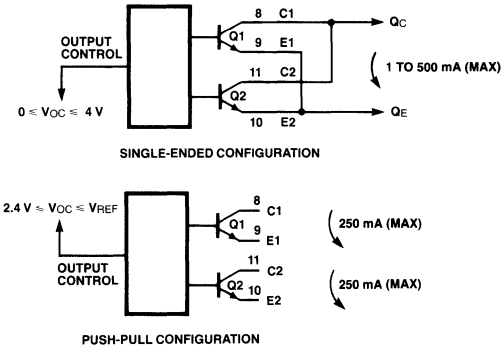 8 C1 QC
OUTPUT
CONTROL
Q1
9 E1
1 TO 500 mA (MAX)
11 C2
Q2
0 ≤ VOC ≤ 4 V
10 E2 QE
SINGLE-ENDED CONFIGURATION
2.4 V ≤ VOC ≤ VREF
8 C1
Q1
250 mA (MAX)
9 E1
OUTPUT
CONTROL
11 C2
Q2
250 mA (MAX)
10 E2
PUSH-PULL CONFIGURATION